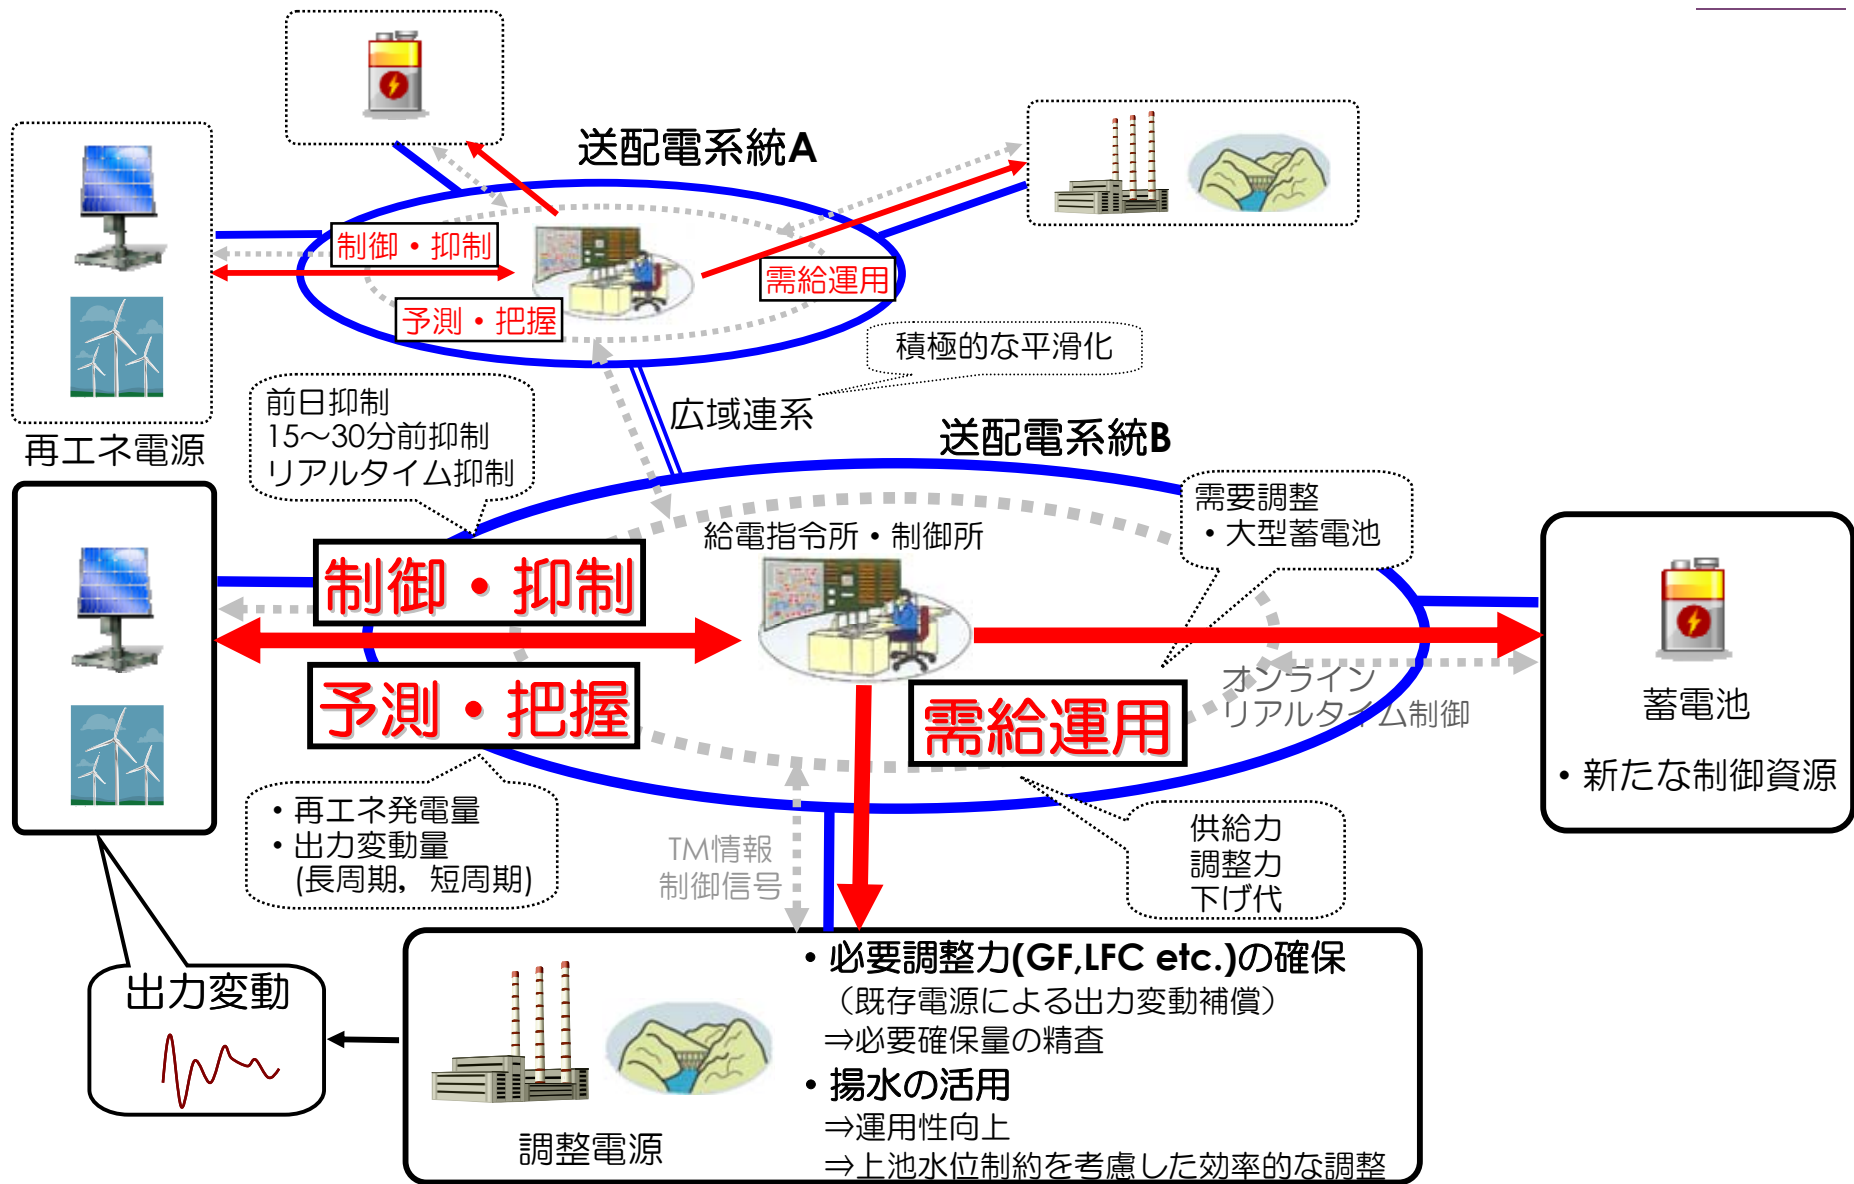 送配電系統A
制御・抑制
需給運用
予測・把握
再エネ電源
積極的な平滑化
広域連系
前日抑制
15～30分前抑制
リアルタイム抑制
送配電系統B
需要調整
・大型蓄電池
給電指令所・制御所
制御・抑制
予測・把握
需給運用
オンライン
リアルタイム制御
蓄電池
・新たな制御資源
・再エネ発電量
・出力変動量
(長周期，短周期)
TM情報
制御信号
供給力
調整力
下げ代
出力変動
調整電源
・必要調整力(GF,LFC etc.)の確保
（既存電源による出力変動補償）
⇒必要確保量の精査
・揚水の活用
⇒運用性向上
⇒上池水位制約を考慮した効率的な調整